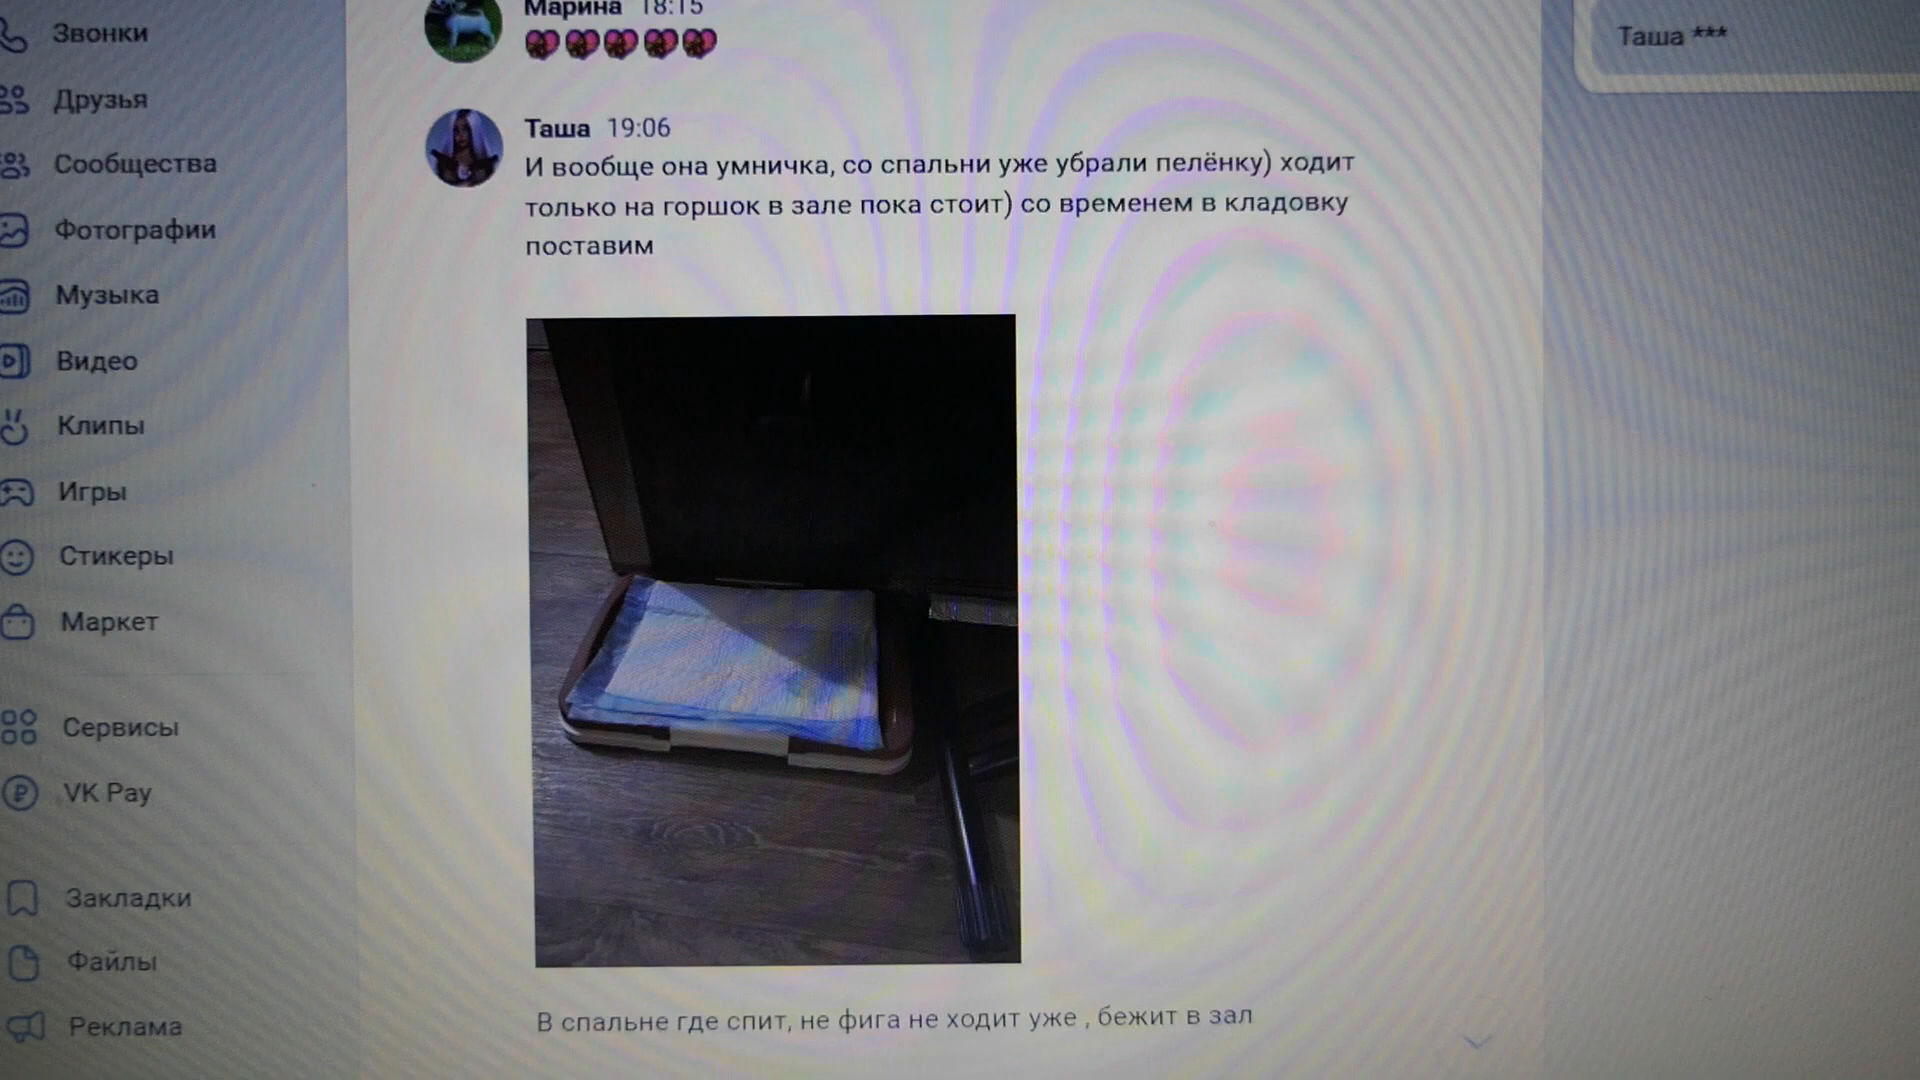 Звонки
Друзья
Сообщества
Фотографии
Музыка
Видео
Клипы
Игры
Стикеры
Маркет
Сервисы
VK Pay
Закладки
Файлы
Реклама
Марина 18:15
Таша 19:06
И вообще она умничка, со спальни уже убрали пелёнку) ходит
только на горшок в зале пока стоит) со временем в кладовку
поставим
В спальне где спит, не фига не ходит уже , бежит в зал
Таша ***